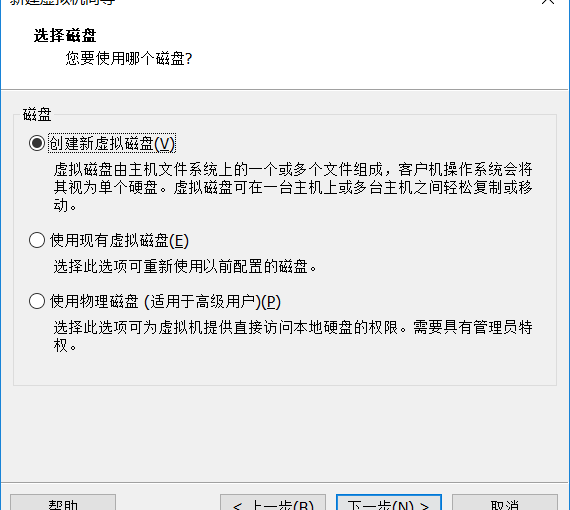 新建虚拟机向导
选择磁盘
您要使用哪个磁盘?
磁盘
创建新虚拟磁盘(V)
虚拟磁盘由主机文件系统上的一个或多个文件组成，客户机操作系统会将
其视为单个硬盘。虚拟磁盘可在一台主机上或多台主机之间轻松复制或移
动。
使用现有虚拟磁盘(E)
选择此选项可重新使用以前配置的磁盘。
使用物理磁盘 (适用于高级用户)(P)
选择此选项可为虚拟机提供直接访问本地硬盘的权限。需要具有管理员特
权。
帮助
< 上一步(B)
下一步(N) >
取消